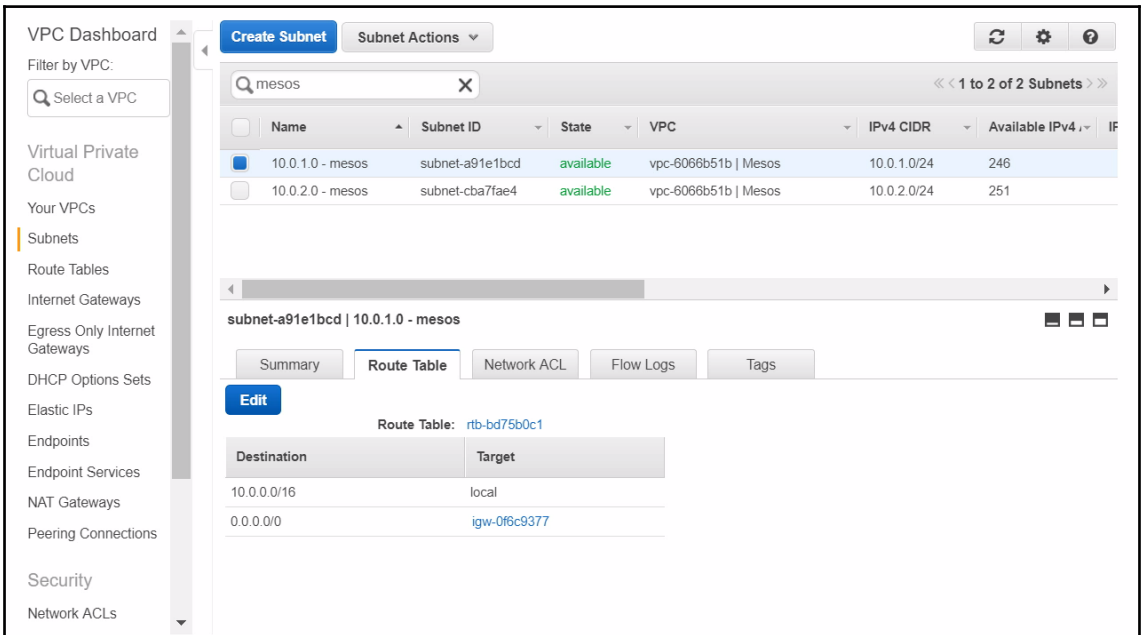 VPC Dashboard
Filter by VPC:
Select a VPC
Virtual Private
Cloud
Your VPCs
Subnets
Route Tables
Internet Gateways
Egress Only Internet
Gateways
DHCP Options Sets
Elastic IPs
Endpoints
Endpoint Services
NAT Gateways
Peering Connections
Security
Network ACLs
Create Subnet Subnet Actions
mesos
1 to 2 of 2 Subnets
Name Subnet ID State VPC IPv4 CIDR Available IPv4
10.0.1.0 - mesos subnet-a91e1bcd available vpc-6066b51b | Mesos 10.0.1.0/24 246
10.0.2.0 - mesos subnet-cba7fae4 available vpc-6066b51b | Mesos 10.0.2.0/24 251
subnet-a91e1bcd | 10.0.1.0 - mesos
Summary Route Table Network ACL Flow Logs Tags
Edit
Route Table: rtb-bd75b0c1
Destination Target
10.0.0.0/16 local
0.0.0.0/0 igw-0f6c9377